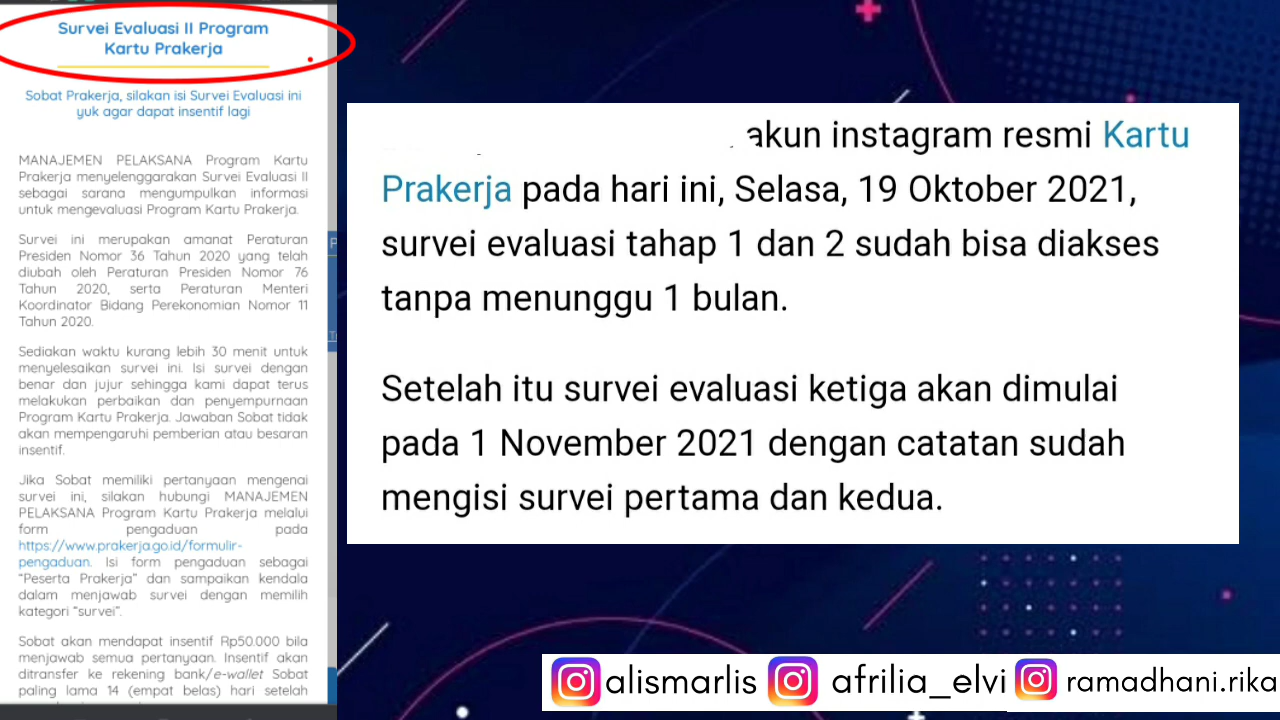 Survei Evaluasi II Program
Kartu Prakerja
Sobat Prakerja, silakan isi Survei Evaluasi ini
yuk agar dapat insentif lagi
MANAJEMEN PELAKSANA Program Kartu
Prakerja menyelenggarakan Survei Evaluasi II
sebagai sarana mengumpulkan informasi
untuk mengevaluasi Program Kartu Prakerja.
Survei ini merupakan amanat Peraturan
Presiden Nomor 36 Tahun 2020 yang telah
diubah oleh Peraturan Presiden Nomor 76
Tahun 2020, serta Peraturan Menteri
Koordinator Bidang Perekonomian Nomor 11
Tahun 2020.
Sediakan waktu kurang lebih 30 menit untuk
menyelesaikan survei ini. Isi survei dengan
benar dan jujur sehingga kami dapat terus
melakukan perbaikan dan penyempurnaan
Program Kartu Prakerja. Jawaban Sobat tidak
akan mempengaruhi pemberian atau besaran
insentif.
Jika Sobat memiliki pertanyaan mengenai
survei ini, silakan hubungi MANAJEMEN
PELAKSANA Program Kartu Prakerja melalui
form pengaduan pada
https://www.prakerja.go.id/formulir-
pengaduan. Isi form pengaduan sebagai
"Peserta Prakerja" dan sampaikan kendala
dalam menjawab survei dengan memilih
kategori "survei".
Sobat akan mendapat insentif Rp50.000 bila
menjawab semua pertanyaan. Insentif akan
ditransfer ke rekening bank/e-wallet Sobat
paling lama 14 (empat belas) hari setelah
akun instagram resmi Kartu
Prakerja pada hari ini, Selasa, 19 Oktober 2021,
survei evaluasi tahap 1 dan 2 sudah bisa diakses
tanpa menunggu 1 bulan.
Setelah itu survei evaluasi ketiga akan dimulai
pada 1 November 2021 dengan catatan sudah
mengisi survei pertama dan kedua.
alismarlis afrilia_elvi ramadhani.rika